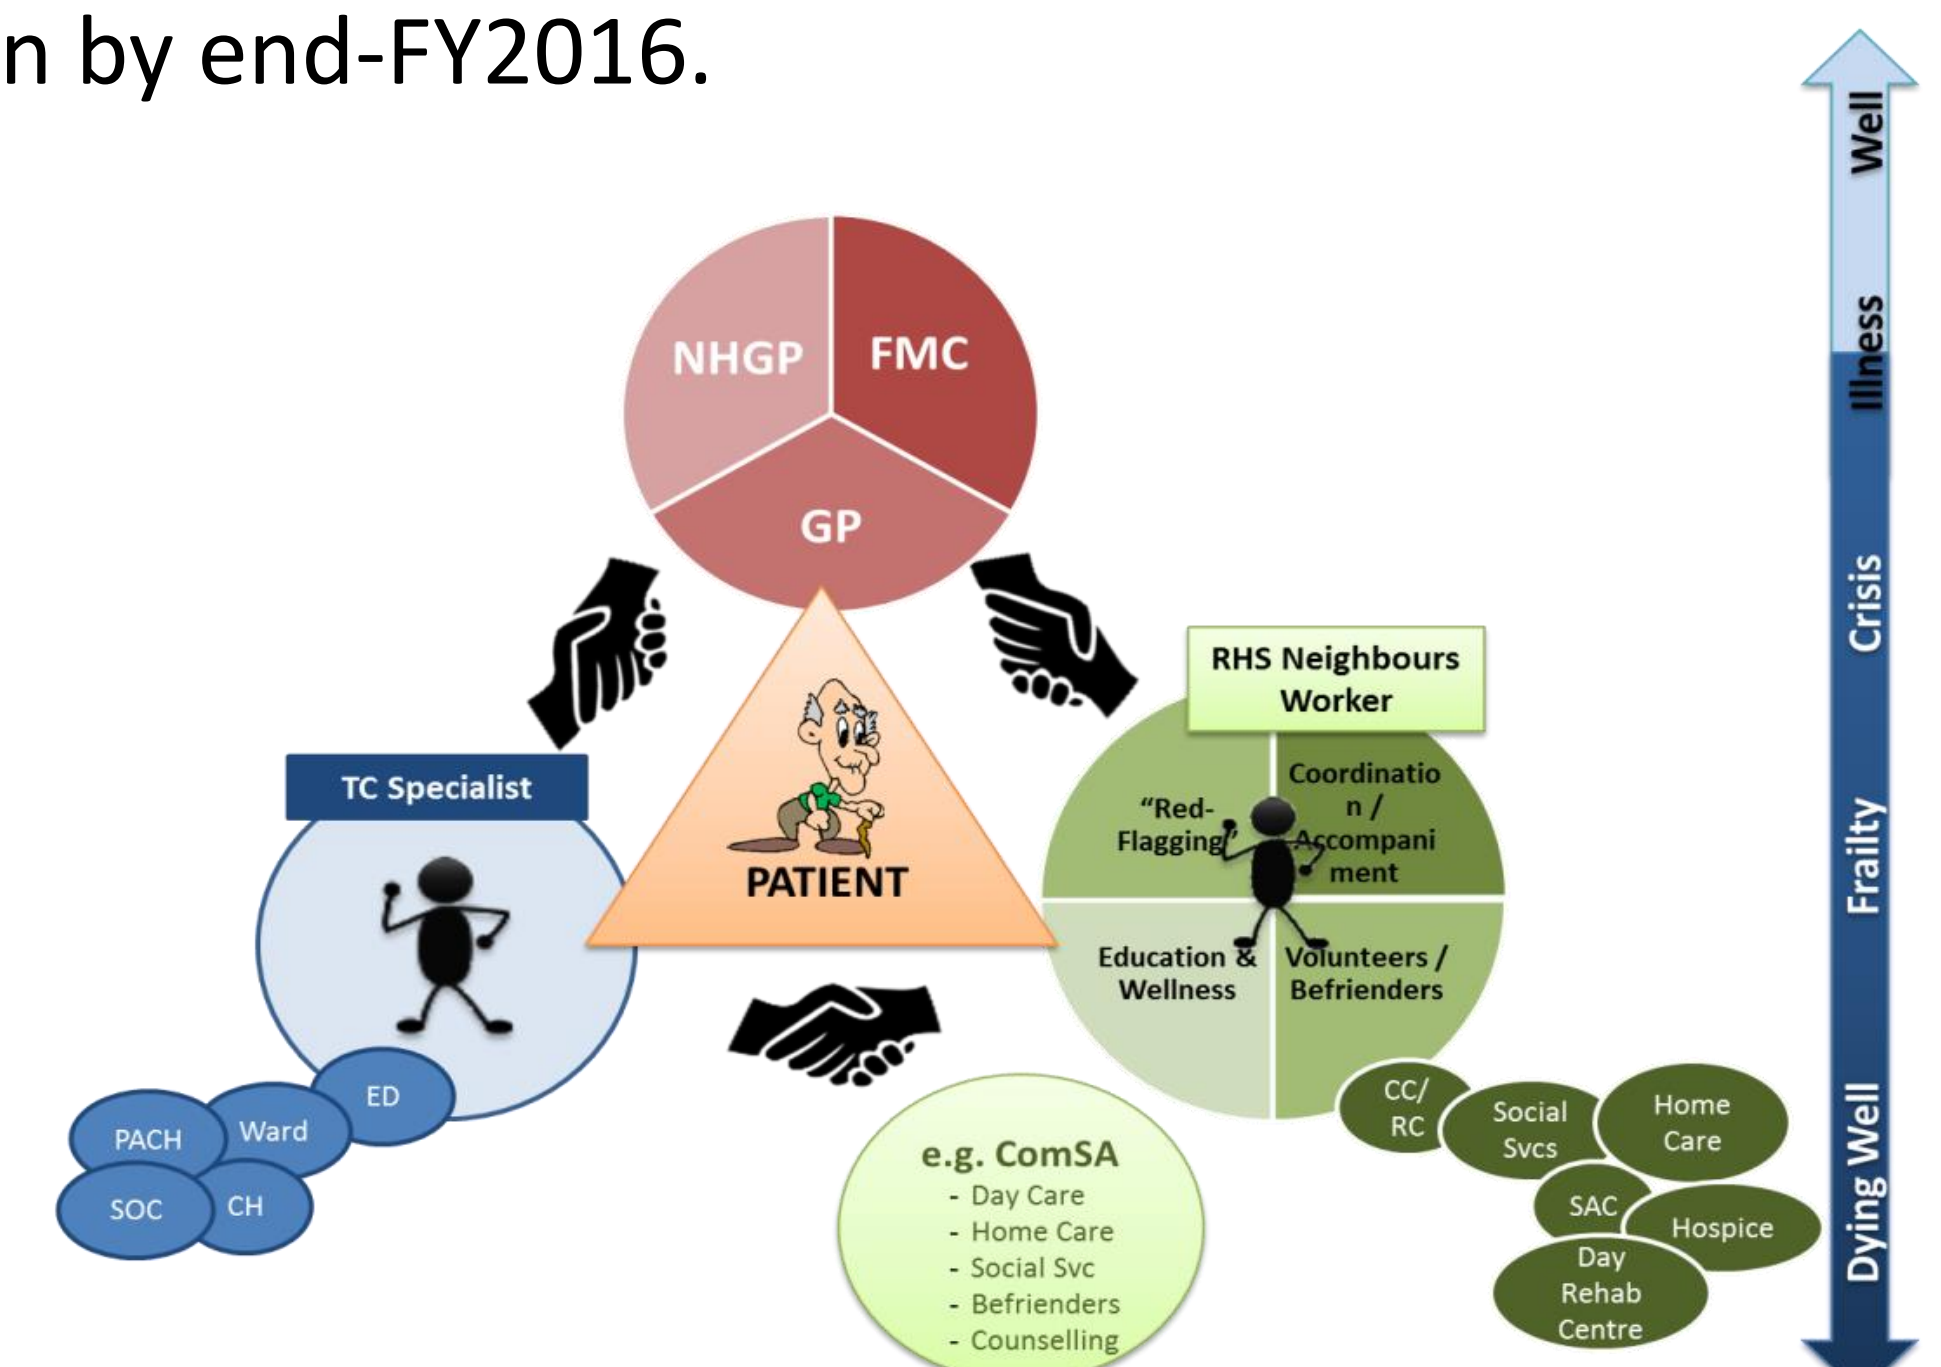 n by end-FY2016.
Well
Illness
Crisis
Frailty
Dying Well
NHGP
FMC
GP
RHS Neighbours
Worker
TC Specialist
PATIENT
“Red-
Flagging”
Coordinatio
n /
Accompani
ment
Education &
Wellness
Volunteers /
Befrienders
ED
Ward
PACH
SOC
CH
e.g. ComSA
- Day Care
- Home Care
- Social Svc
- Befrienders
- Counselling
CC/
RC
Social
Svcs
Home
Care
SAC
Hospice
Day
Rehab
Centre